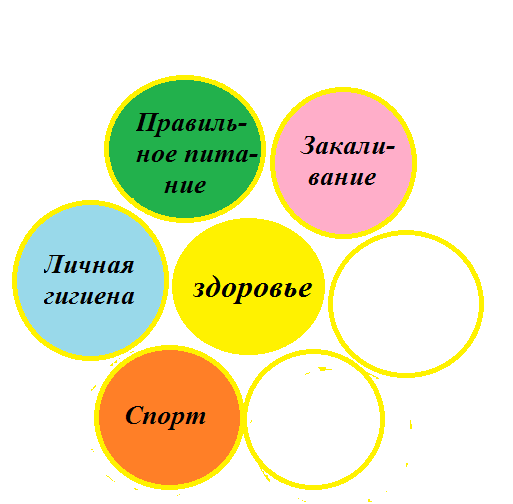 Правиль-
ное пита-
ние
Закали-
вание
Личная
гигиена
здоровье
Спорт